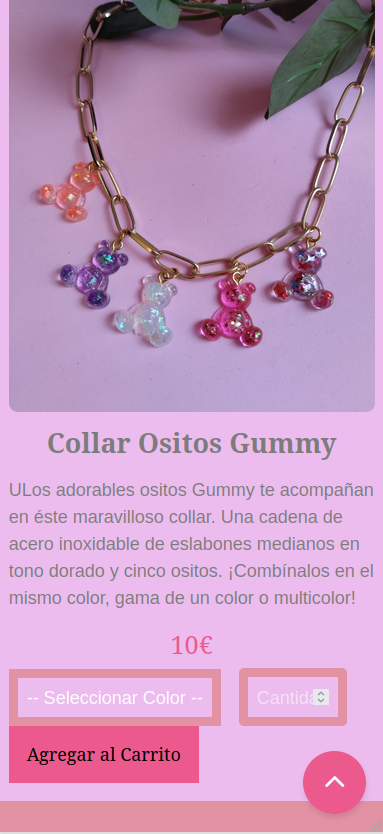 Collar Ositos Gummy
ULos adorables ositos Gummy te acompañan
en éste maravilloso collar. Una cadena de
acero inoxidable de eslabones medianos en
tono dorado y cinco ositos. ¡Combínalos en el
mismo color, gama de un color o multicolor!
10€
-- Seleccionar Color --
Cantida
Agregar al Carrito